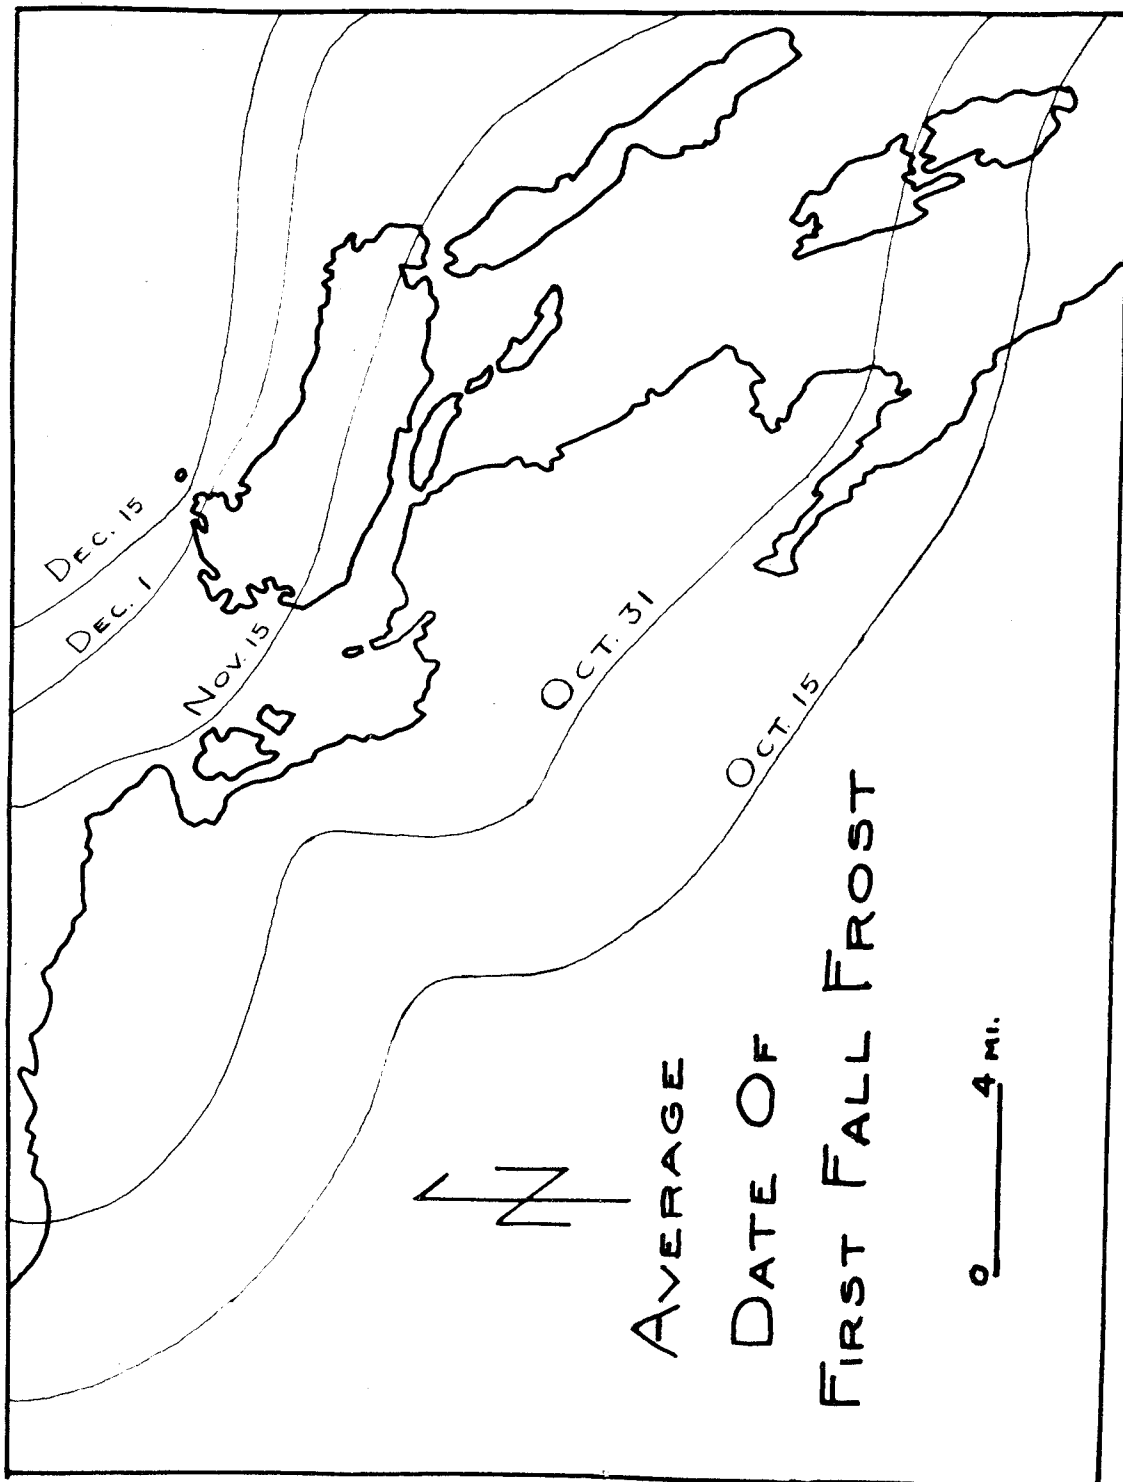 DEC. 15
DEC. 1
NOV. 15
OCT. 31
OCT. 15
N
AVERAGE
DATE OF
FIRST FALL FROST
0 4 MI.